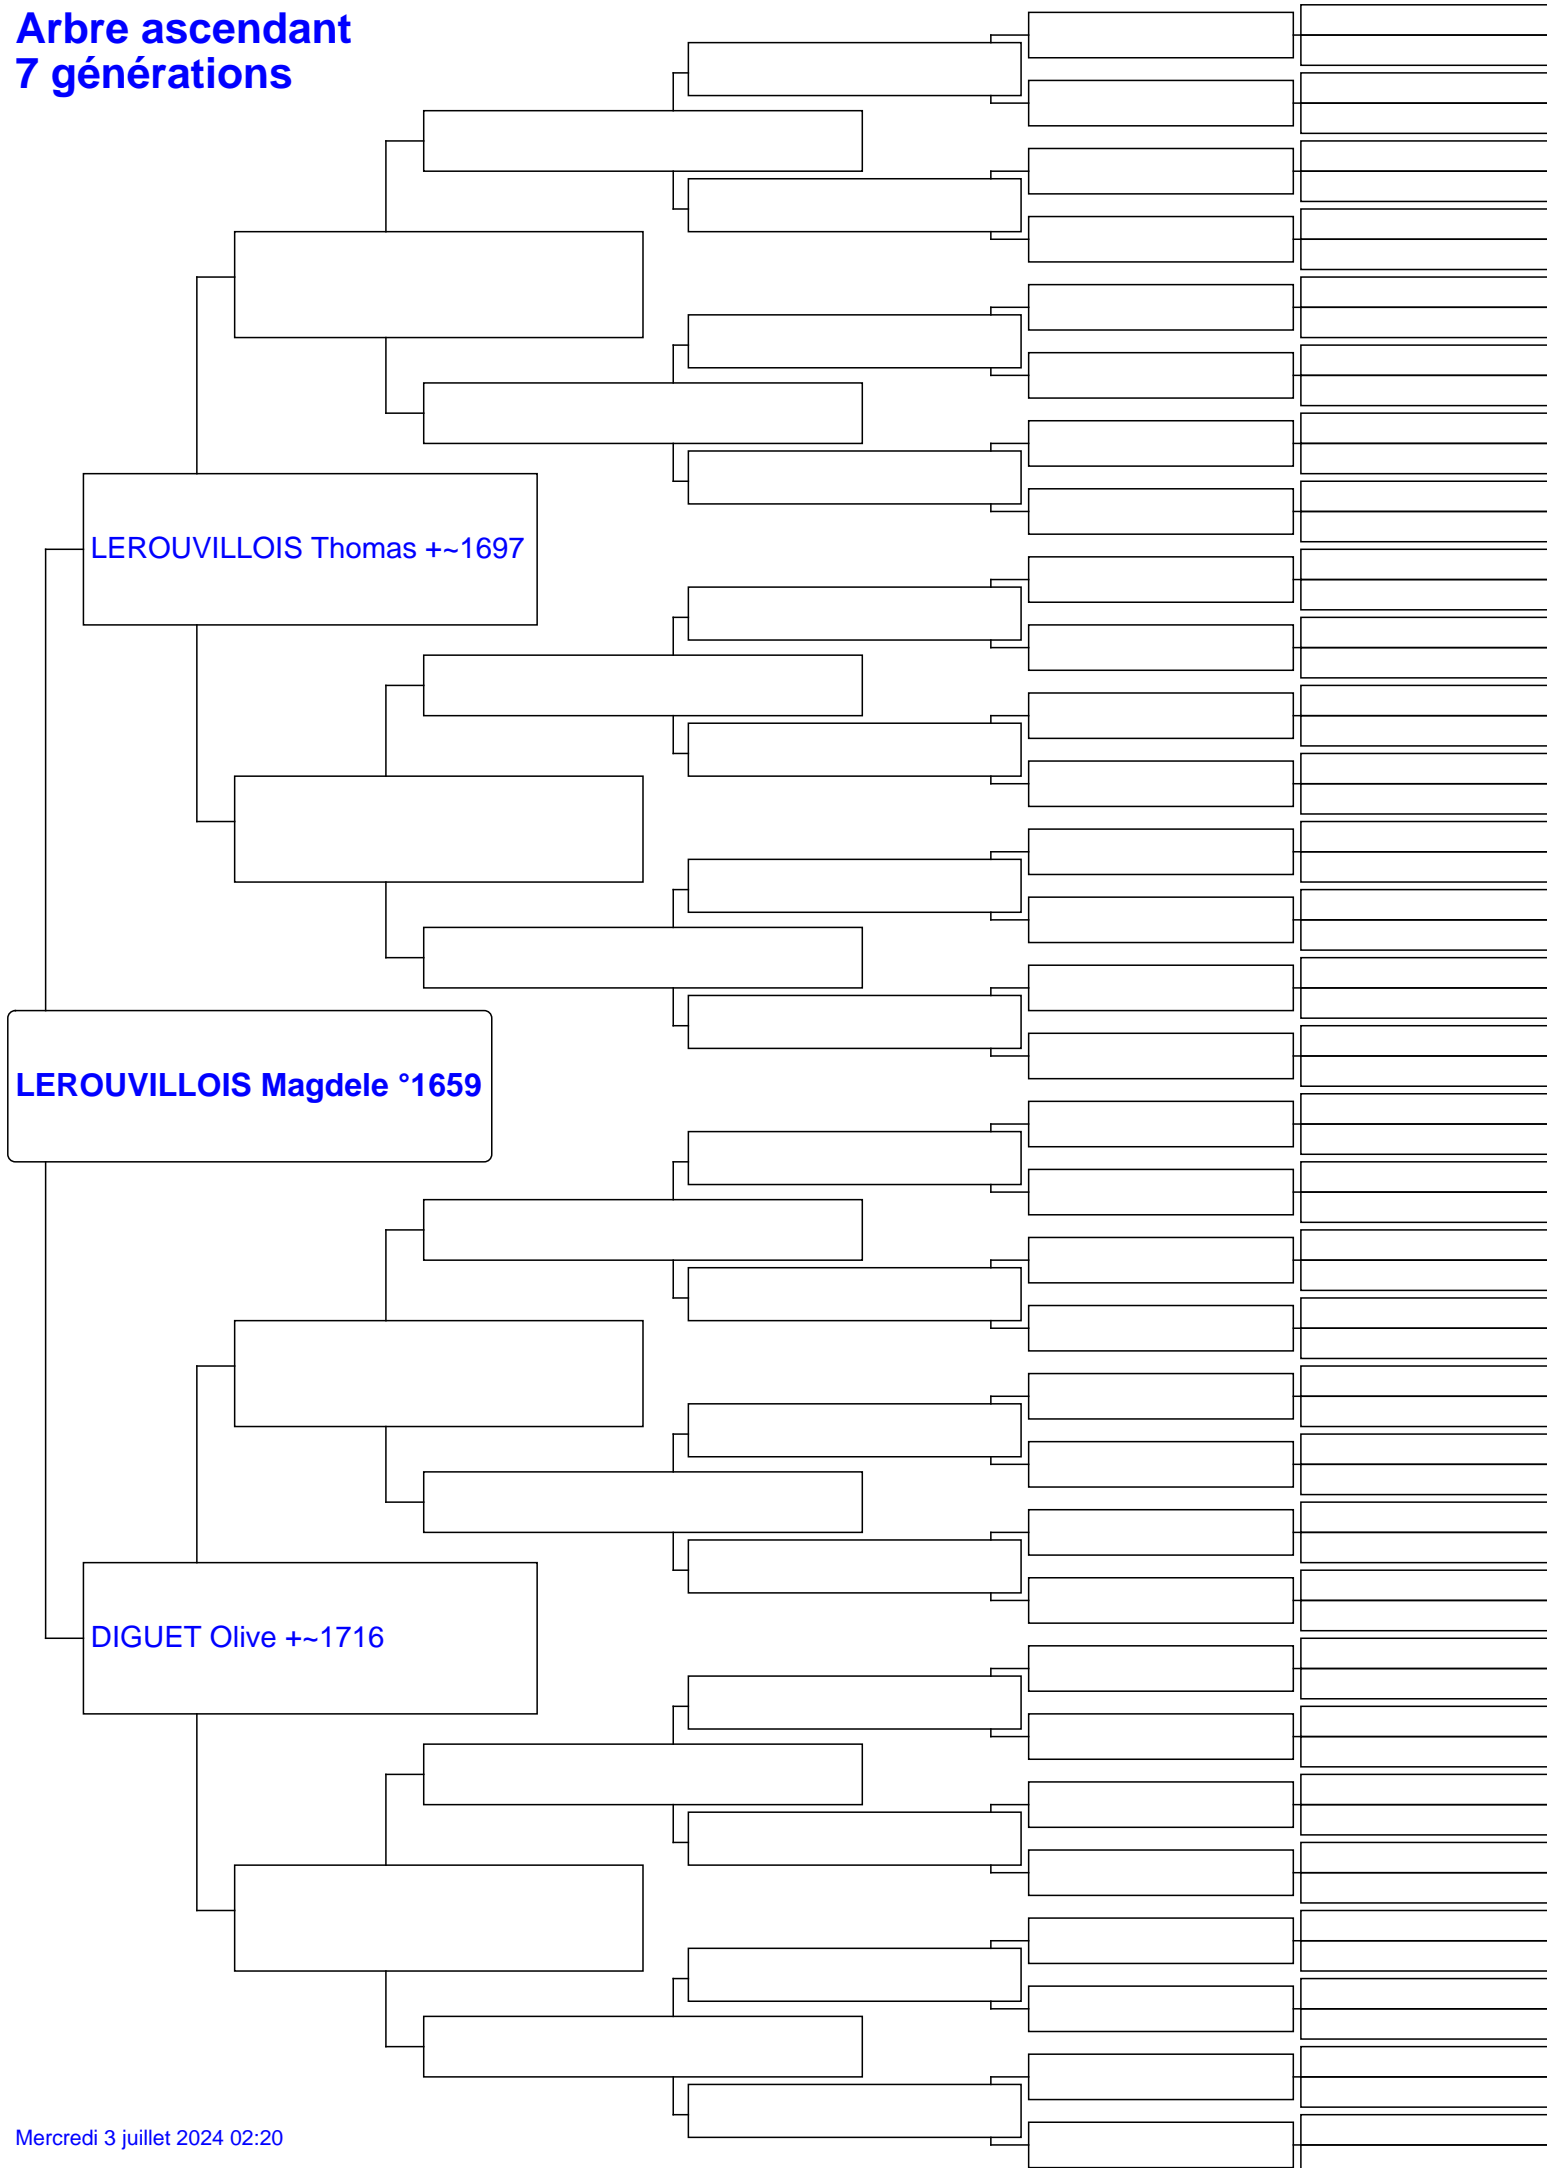 Arbre ascendant
7 générations
LEROUVILLOIS Thomas +~1697
LEROUVILLOIS Magdele °1659
DIGUET Olive +~1716
Mercredi 3 juillet 2024 02:20